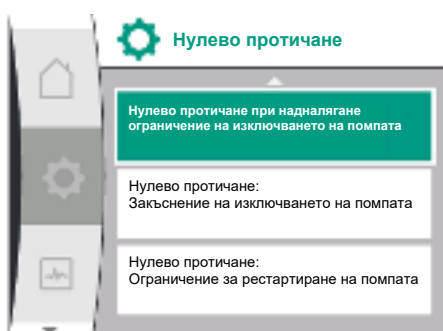 Нулево протичане
Нулево протичане при надналягане
ограничение на изключването на помпата
Нулево протичане:
Закъснение на изключването на помпата
Нулево протичане:
Ограничение за рестартиране на помпата